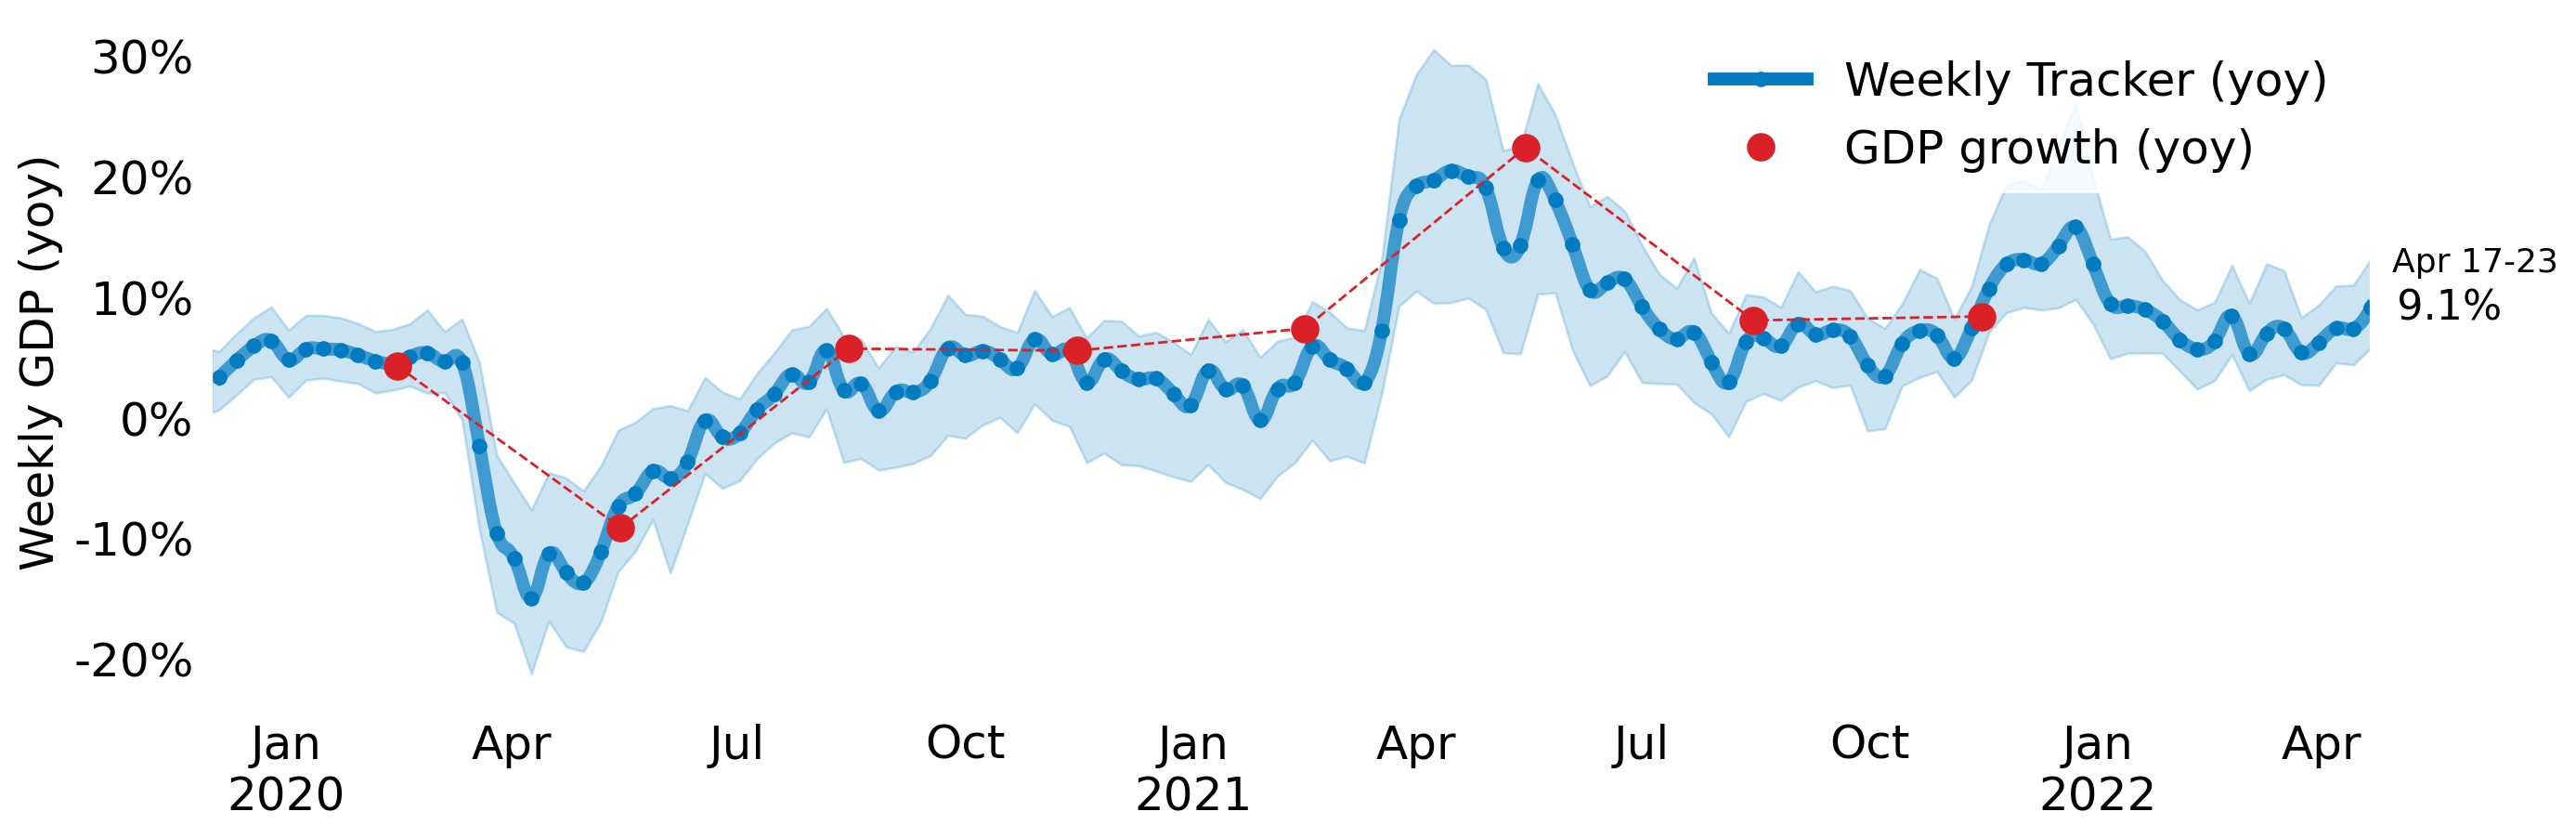 Weekly Tracker (yoy)
GDP growth (yoy)
Weekly GDP (yoy)
30%
20%
10%
0%
-10%
-20%
Apr 17-23
9.1%
Jan Apr Jul Oct Jan Apr Jul Oct Jan Apr
2020 2021 2022